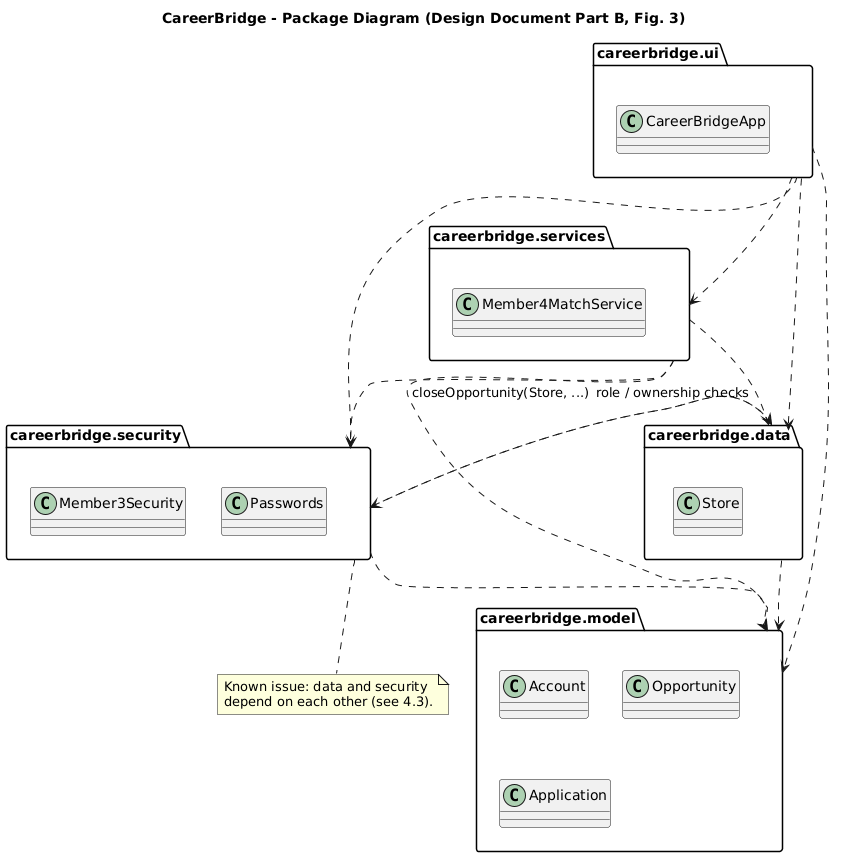 CareerBridge - Package Diagram (Design Document Part B, Fig. 3)
careerbridge.ui
C CareerBridgeApp
careerbridge.services
C Member4MatchService
closeOpportunity(Store, ...) role / ownership checks
careerbridge.security
careerbridge.data
C Member3Security
C Passwords
C Store
careerbridge.model
C Account
C Opportunity
Known issue: data and security
depend on each other (see 4.3).
C Application